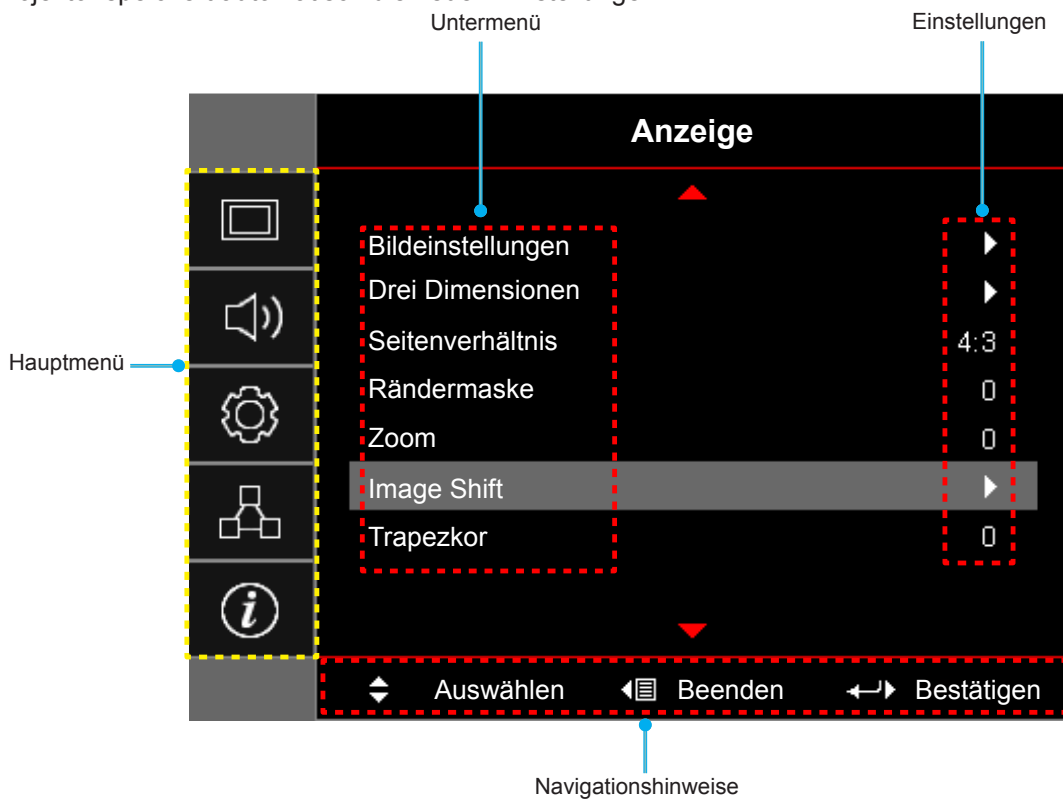 Untermenü
Einstellungen
Anzeige
Bildeinstellungen
Drei Dimensionen
Seitenverhältnis 4:3
Rändermaske 0
Zoom 0
Image Shift
Trapezkor 0
Hauptmenü
Auswählen Beenden Bestätigen
Navigationshinweise